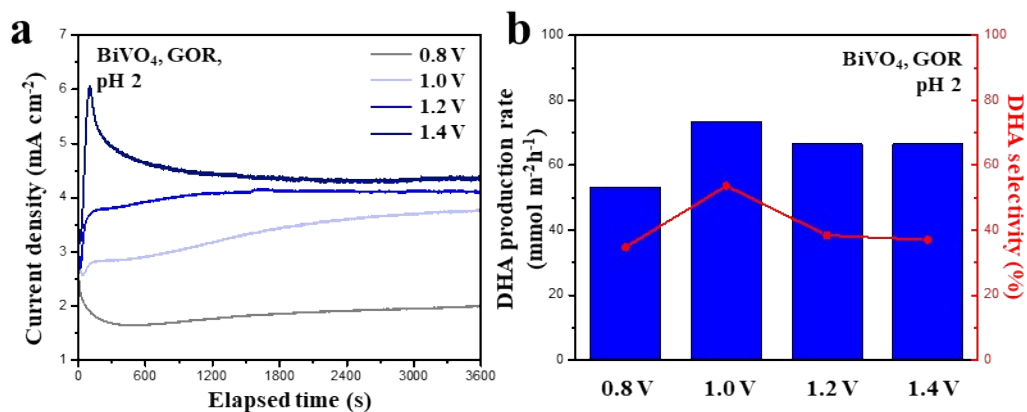 a
BiVO₄, GOR,
pH 2
0.8 V
1.0 V
1.2 V
1.4 V
Current density (mA cm⁻²)
7
6
5
4
3
2
1
0
600
1200
1800
2400
3000
3600
Elapsed time (s)
b
BiVO₄, GOR
pH 2
DHA production rate
(mmol m⁻²h⁻¹)
100
80
60
40
20
0
DHA selectivity (%)
100
80
60
40
20
0
0.8 V
1.0 V
1.2 V
1.4 V